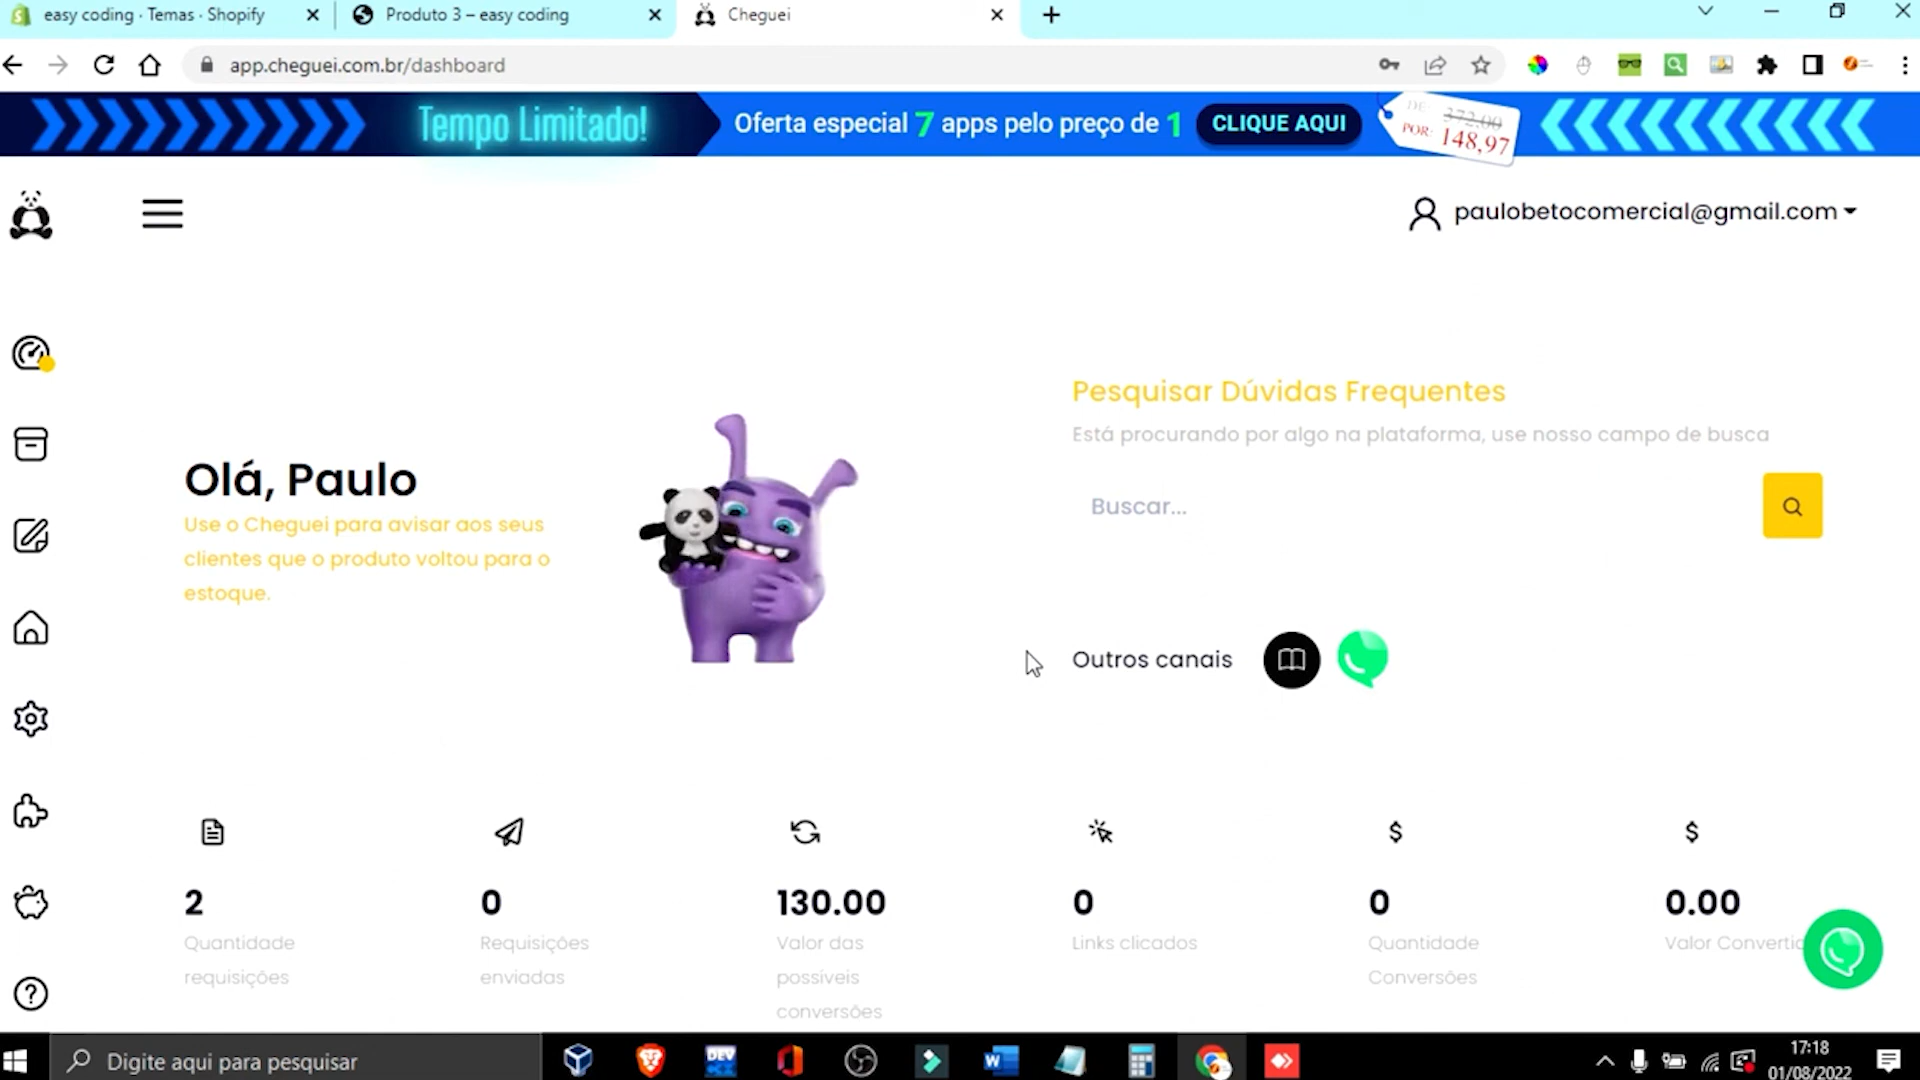 easy coding · Temas · Shopify
Produto 3 – easy coding
Cheguei
app.cheguei.com.br/dashboard
Tempo Limitado!
Oferta especial 7 apps pelo preço de 1
CLIQUE AQUI
DE: 372,00
POR: 148,97
paulobetocomercial@gmail.com
Pesquisar Dúvidas Frequentes
Está procurando por algo na plataforma, use nosso campo de busca
Olá, Paulo
Use o Cheguei para avisar aos seus
clientes que o produto voltou para o
estoque.
Buscar...
Outros canais
2
0
130.00
0
0
0.00
Quantidade
requisições
Requisições
enviadas
Valor das
possiveis
conversões
Links clicados
Quantidade
Conversões
Valor
Digite aqui para pesquisar
DEV
17:18
01/08/2022